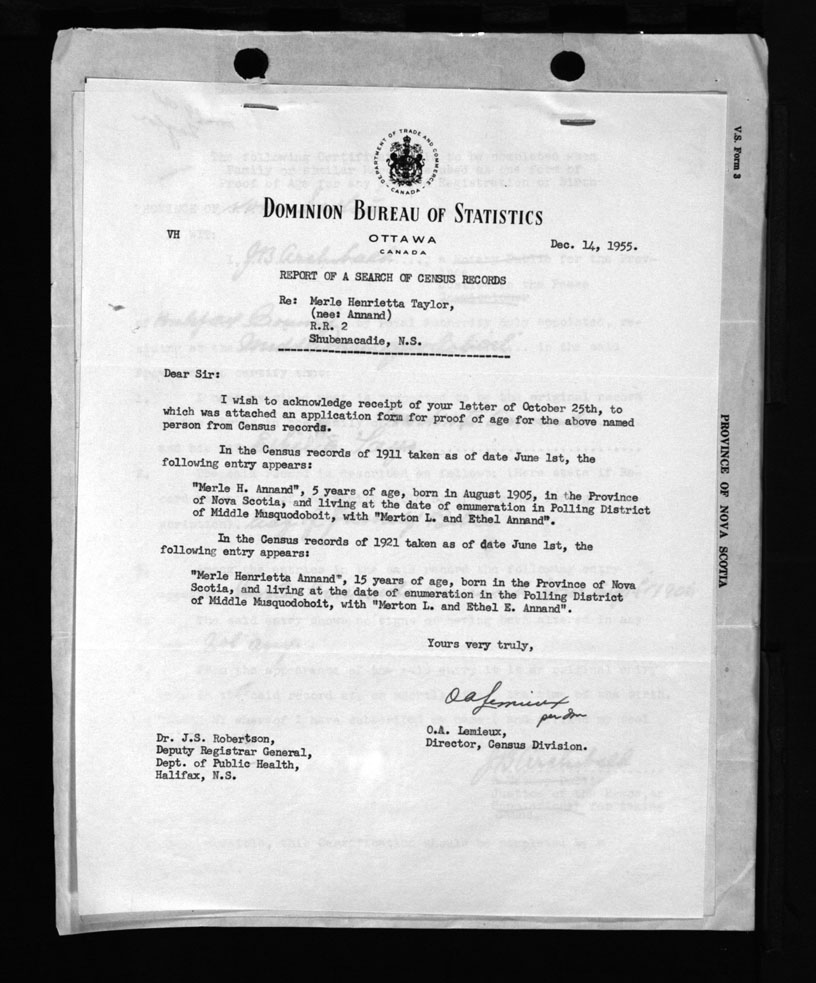 DEPARTMENT OF TRADE AND COMMERCE
CANADA
DOMINION BUREAU OF STATISTICS
VH
OTTAWA
CANADA
Dec. 14, 1955.
REPORT OF A SEARCH OF CENSUS RECORDS
Re: Merle Henrietta Taylor,
(nee: Annand)
R.R. 2
Shubenacadie, N.S.
Dear Sir:
I wish to acknowledge receipt of your letter of October 25th, to
which was attached an application form for proof of age for the above named
person from Census records.
In the Census records of 1911 taken as of date June 1st, the
following entry appears:
"Merle H. Annand", 5 years of age, born in August 1905, in the Province
of Nova Scotia, and living at the date of enumeration in Polling District
of Middle Musquodoboit, with "Merton L. and Ethel Annand".
In the Census records of 1921 taken as of date June 1st, the
following entry appears:
"Merle Henrietta Annand", 15 years of age, born in the Province of Nova
Scotia, and living at the date of enumeration in the Polling District
of Middle Musquodoboit, with "Merton L. and Ethel E. Annand".
Yours very truly,
OALemieux
per
O.A. Lemieux,
Director, Census Division.
Dr. J.S. Robertson,
Deputy Registrar General,
Dept. of Public Health,
Halifax, N.S.
V.S. Form 3
PROVINCE OF NOVA SCOTIA